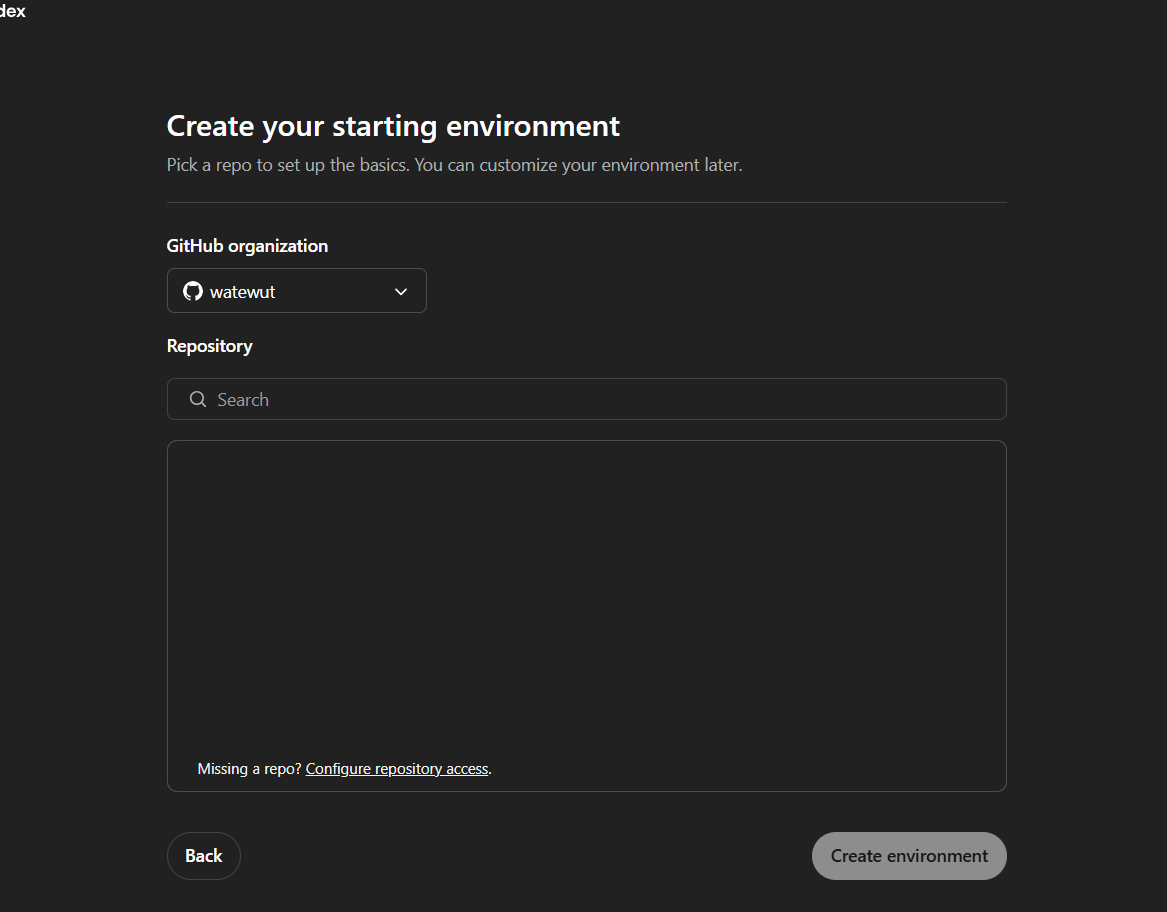 dex
Create your starting environment
Pick a repo to set up the basics. You can customize your environment later.
GitHub organization
watewut
Repository
Search
Missing a repo? Configure repository access.
Back
Create environment